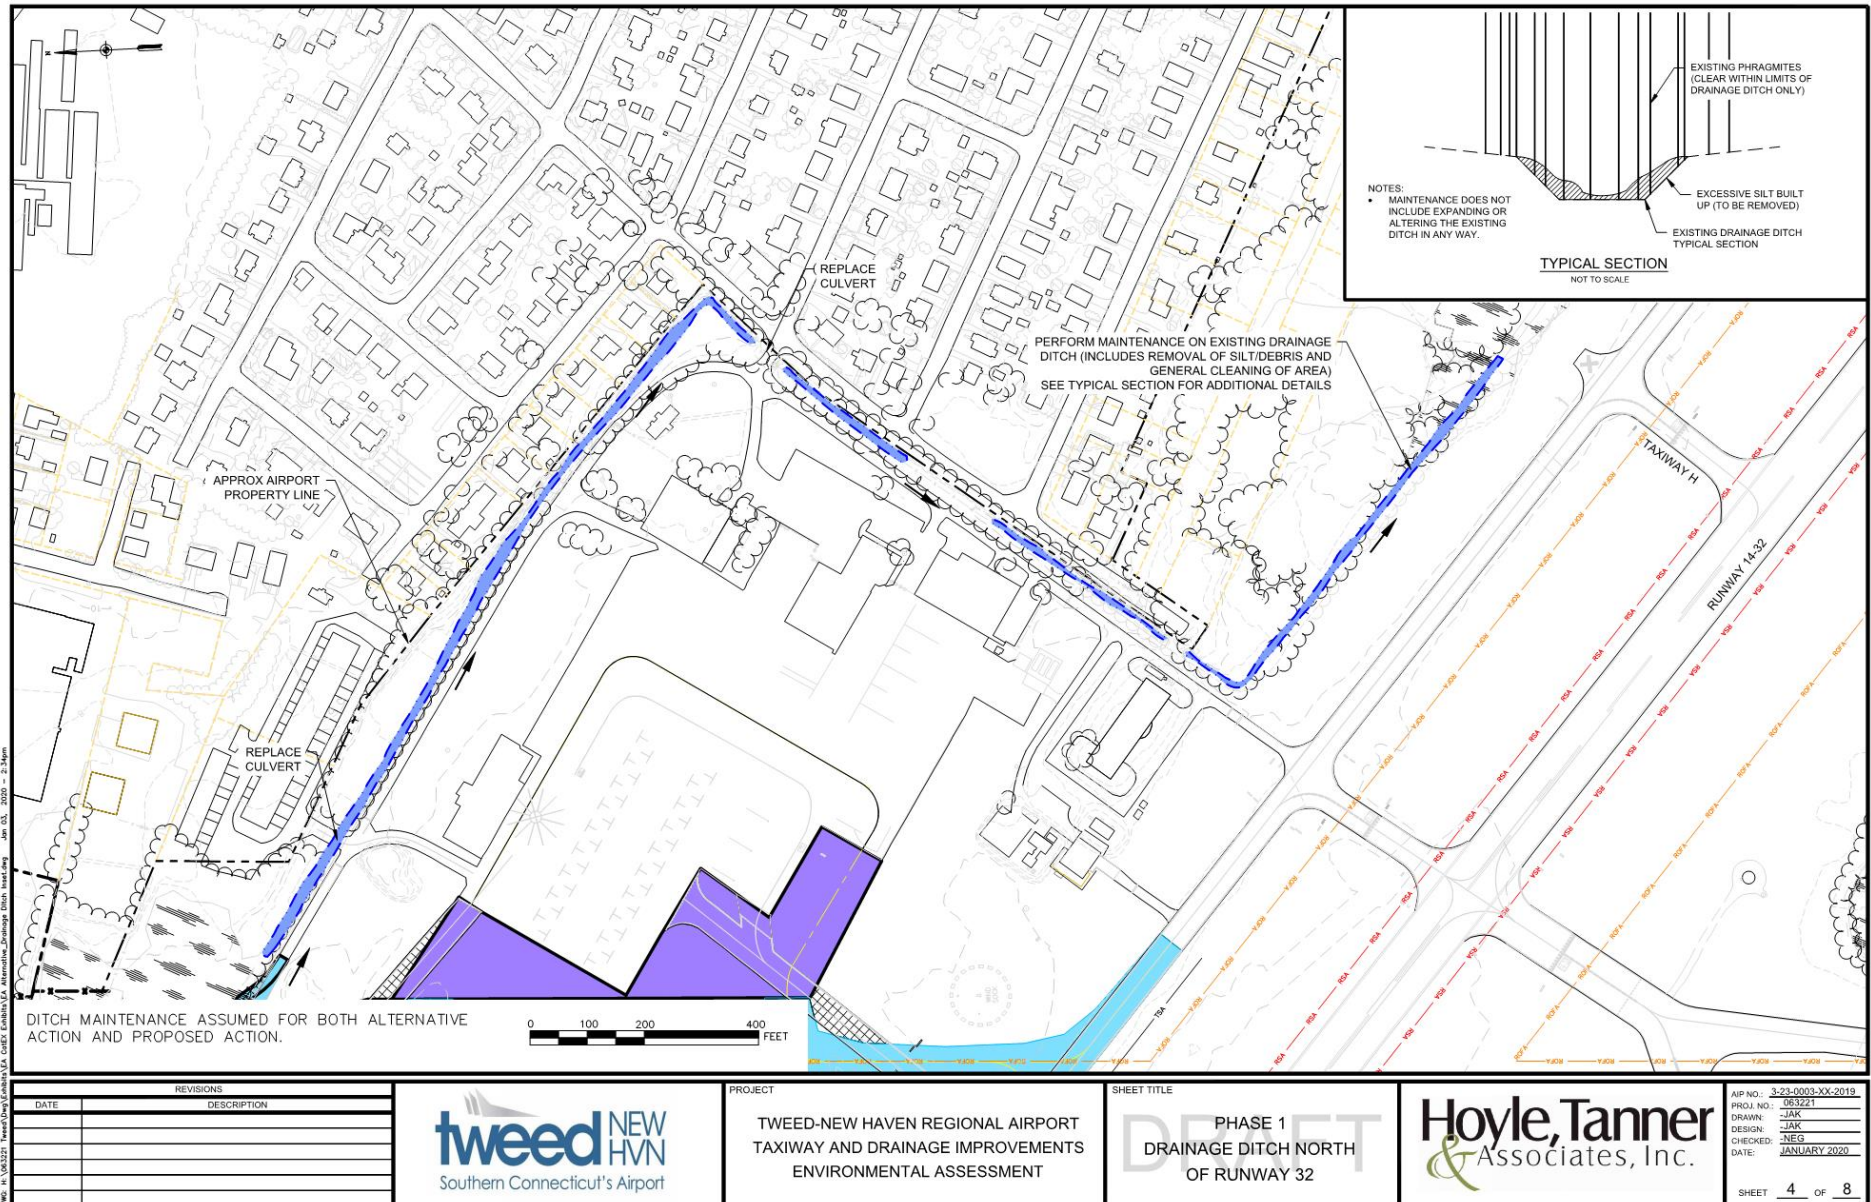 EXISTING PHRAGMITES
(CLEAR WITHIN LIMITS OF
DRAINAGE DITCH ONLY)
NOTES:
• MAINTENANCE DOES NOT
INCLUDE EXPANDING OR
ALTERING THE EXISTING
DITCH IN ANY WAY.
EXCESSIVE SILT BUILT
UP (TO BE REMOVED)
EXISTING DRAINAGE DITCH
TYPICAL SECTION
TYPICAL SECTION
NOT TO SCALE
REPLACE
CULVERT
PERFORM MAINTENANCE ON EXISTING DRAINAGE
DITCH (INCLUDES REMOVAL OF SILT/DEBRIS AND
GENERAL CLEANING OF AREA)
SEE TYPICAL SECTION FOR ADDITIONAL DETAILS
APPROX AIRPORT
PROPERTY LINE
TAXIWAY H
RUNWAY 14-32
REPLACE
CULVERT
RSA
ROFA
TSA
DITCH MAINTENANCE ASSUMED FOR BOTH ALTERNATIVE
ACTION AND PROPOSED ACTION.
0 100 200 400
FEET
REVISIONS
DATE DESCRIPTION
tweed NEW
HVN
Southern Connecticut's Airport
PROJECT
TWEED-NEW HAVEN REGIONAL AIRPORT
TAXIWAY AND DRAINAGE IMPROVEMENTS
ENVIRONMENTAL ASSESSMENT
SHEET TITLE
DRAFT
PHASE 1
DRAINAGE DITCH NORTH
OF RUNWAY 32
Hoyle, Tanner
& Associates, Inc.
AIP NO.: 3-23-0003-XX-2019
PROJ. NO.: 063221
DRAWN: JAK
DESIGN: JAK
CHECKED: NEG
DATE: JANUARY 2020
SHEET 4 OF 8